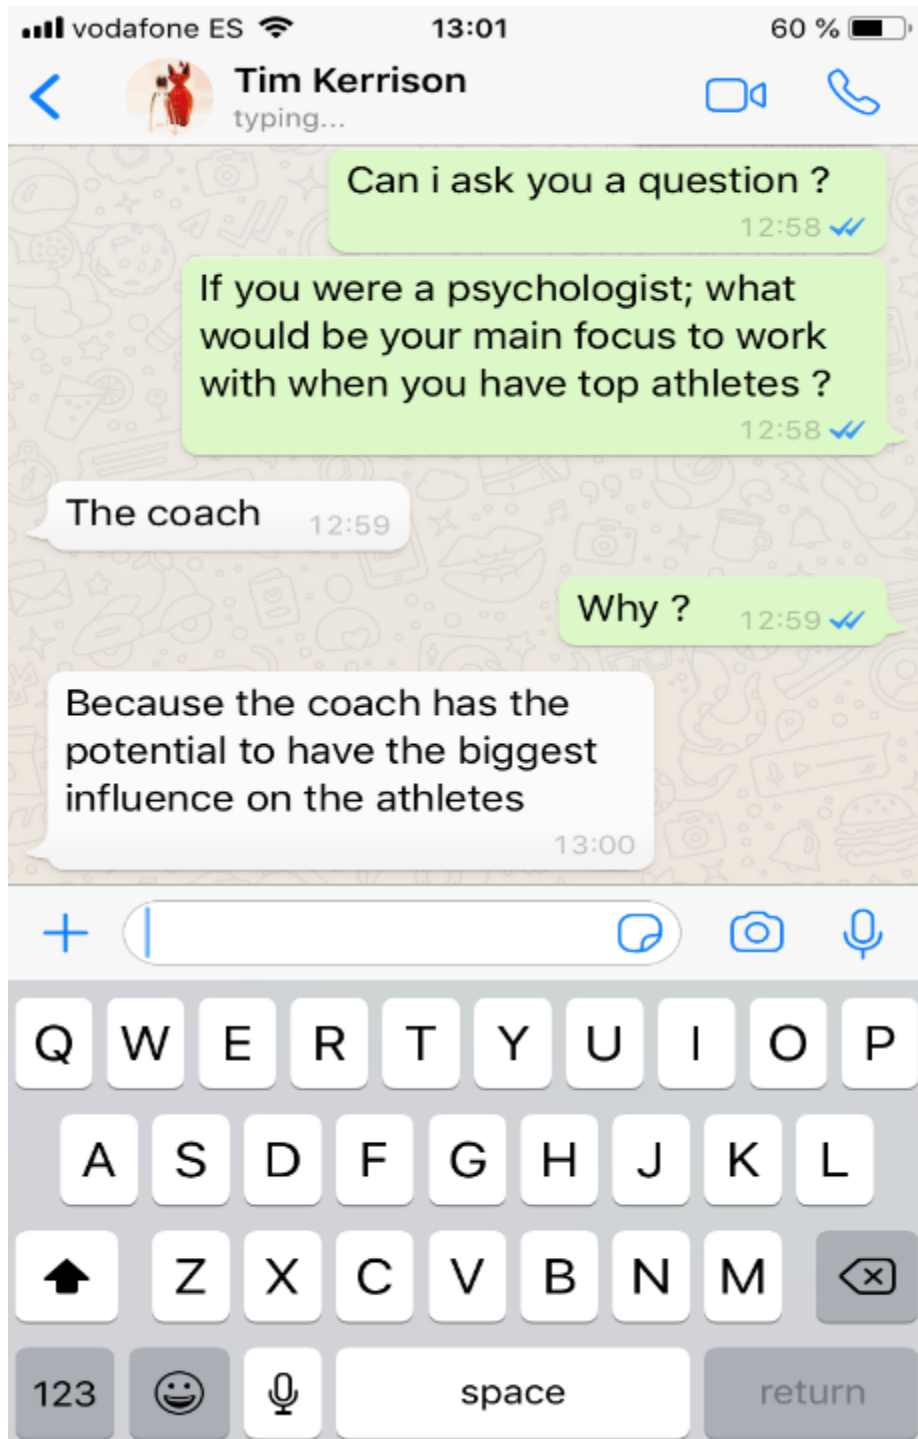 vodafone ES 13:01 60 %
Tim Kerrison
typing...
Can i ask you a question ?
12:58
If you were a psychologist; what
would be your main focus to work
with when you have top athletes ?
12:58
The coach 12:59
Why ? 12:59
Because the coach has the
potential to have the biggest
influence on the athletes
13:00
Q W E R T Y U I O P
A S D F G H J K L
Z X C V B N M
123 space return